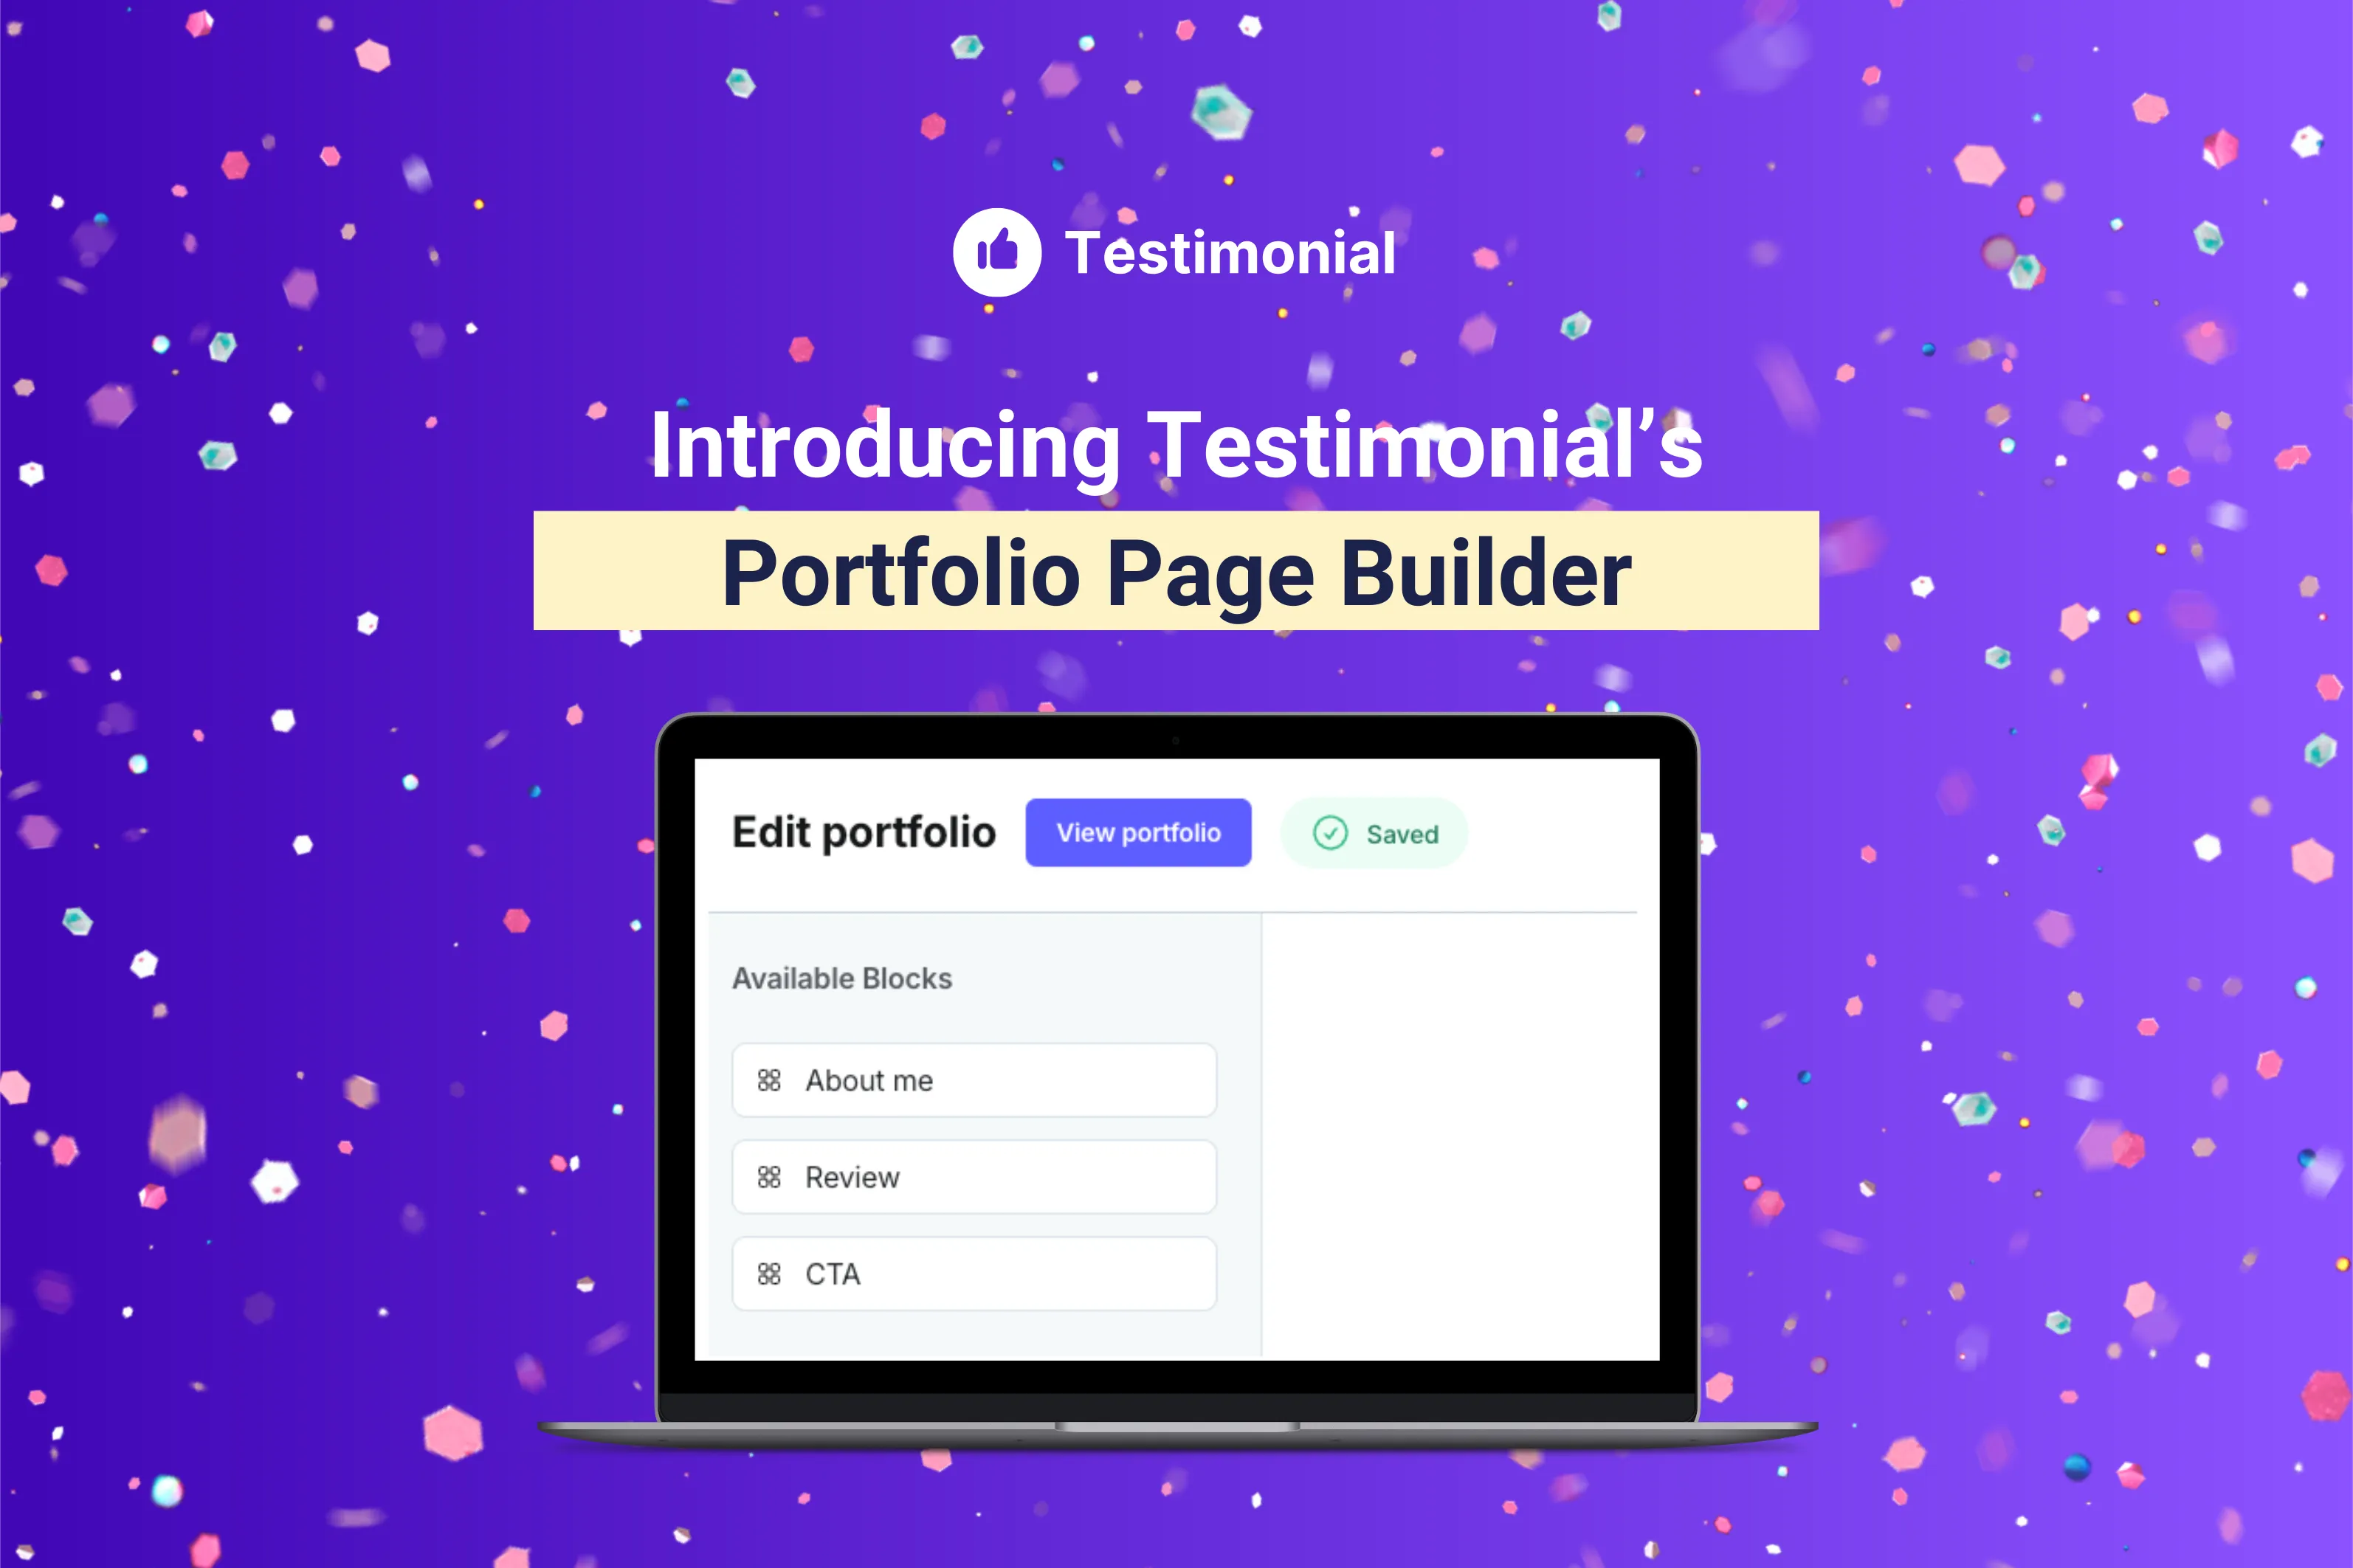 Testimonial
Introducing Testimonial’s
Portfolio Page Builder
Edit portfolio View portfolio Saved
Available Blocks
About me
Review
CTA